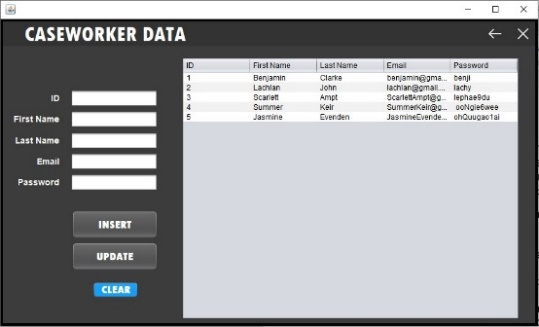 CASEWORKER DATA
ID First Name Last Name Email Password
1 Benjamin Clarke benjamin@gma... benji
2 Lachlan John lachlan@gmail.... lachy
3 Scarlett Ampt ScarlettAmpt@g... Iephae9du
4 Summer Keir SummerKeir@g... ooNgie6wee
5 Jasmine Evenden JasmineEvende... ohQuugao1ai
ID
First Name
Last Name
Email
Password
INSERT
UPDATE
CLEAR